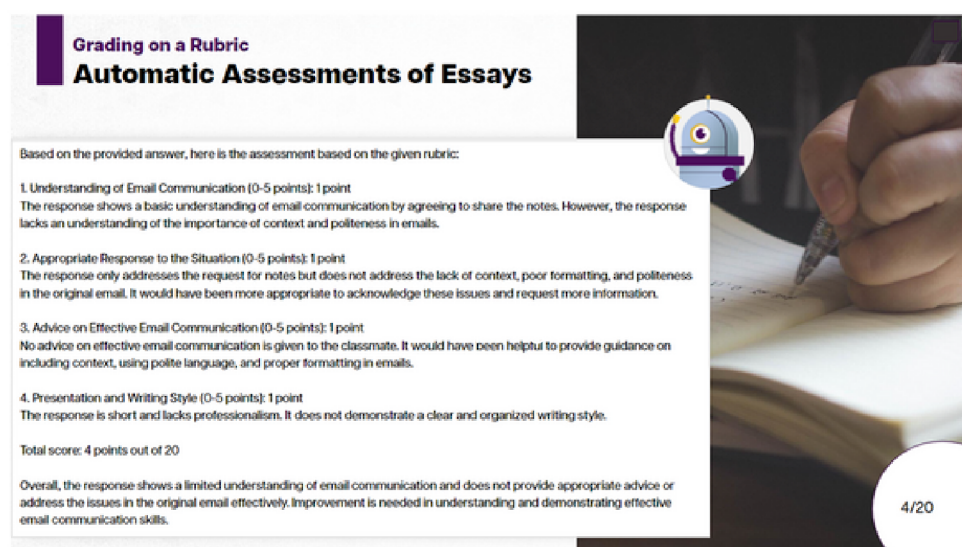 Grading on a Rubric
Automatic Assessments of Essays
Based on the provided answer, here is the assessment based on the given rubric:
1. Understanding of Email Communication (0-5 points): 1 point
The response shows a basic understanding of email communication by agreeing to share the notes. However, the response
lacks an understanding of the importance of context and politeness in emails.
2. Appropriate Response to the Situation (0-5 points): 1 point
The response only addresses the request for notes but does not address the lack of context, poor formatting, and politeness
in the original email. It would have been more appropriate to acknowledge these issues and request more information.
3. Advice on Effective Email Communication (0-5 points): 1 point
No advice on effective email communication is given to the classmate. It would have been helpful to provide guidance on
including context, using polite language, and proper formatting in emails.
4. Presentation and Writing Style (0-5 points): 1 point
The response is short and lacks professionalism. It does not demonstrate a clear and organized writing style.
Total score: 4 points out of 20
Overall, the response shows a limited understanding of email communication and does not provide appropriate advice or
address the issues in the original email effectively. Improvement is needed in understanding and demonstrating effective
email communication skills.
4/20